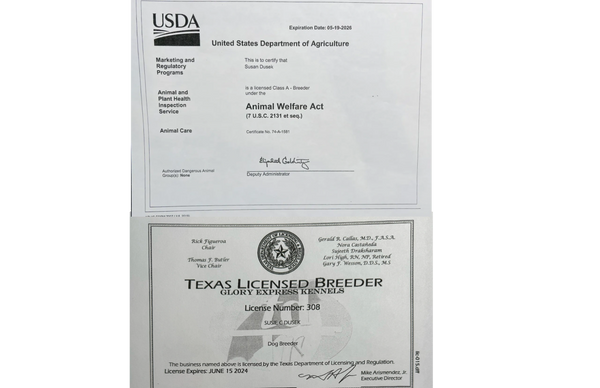 USDA
Expiration Date: 05-19-2026
United States Department of Agriculture
Marketing and
Regulatory
Programs
This is to certify that
Susan Dusek
Animal and
Plant Health
Inspection
Service
is a licensed Class A - Breeder
under the
Animal Welfare Act
(7 U.S.C. 2131 et seq.)
Animal Care
Certificate No. 74-A-1351
Authorized Dangerous Animal
Group(s): None
Deputy Administrator
Rick Figueroa
Chair
Thomas F. Butler
Vice Chair
Gerald R. Callas, M.D., F.A.S.A.
Nora Castañeda
Sujeeth Draksharam
Lori High, RN, NP, Retired
Gary F. Wesson, D.D.S., M.S
TEXAS LICENSED BREEDER
GLORY EXPRESS KENNELS
License Number: 308
SUSIE C DUSEK
Dog Breeder
The business named above is licensed by the Texas Department of Licensing and Regulation.
License Expires: JUNE 15 2024
Mike Arismendez, Jr.
Executive Director